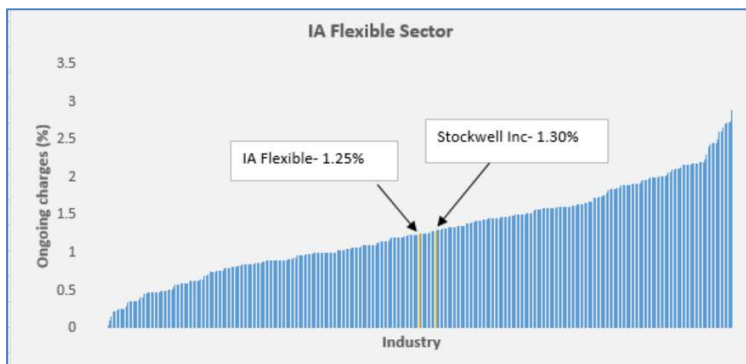 IA Flexible Sector
3.5
3
2.5
2
1.5
1
0.5
0
Ongoing charges (%)
IA Flexible- 1.25%
Stockwell Inc- 1.30%
Industry